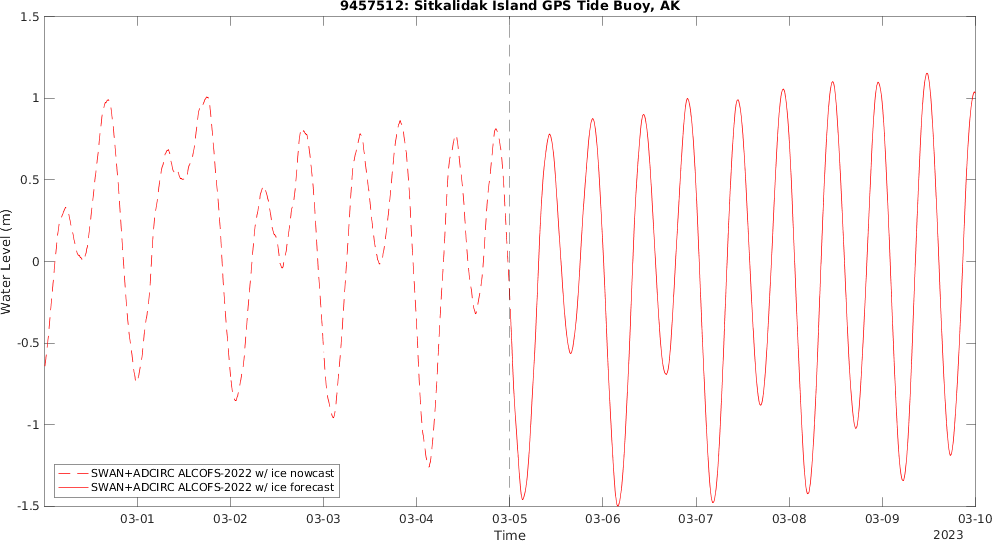 9457512: Sitkalidak Island GPS Tide Buoy, AK
1.5
1
0.5
0
-0.5
-1
-1.5
Water Level (m)
SWAN+ADCIRC ALCOFS-2022 w/ ice nowcast
SWAN+ADCIRC ALCOFS-2022 w/ ice forecast
03-01 03-02 03-03 03-04 03-05 03-06 03-07 03-08 03-09 03-10
Time
2023